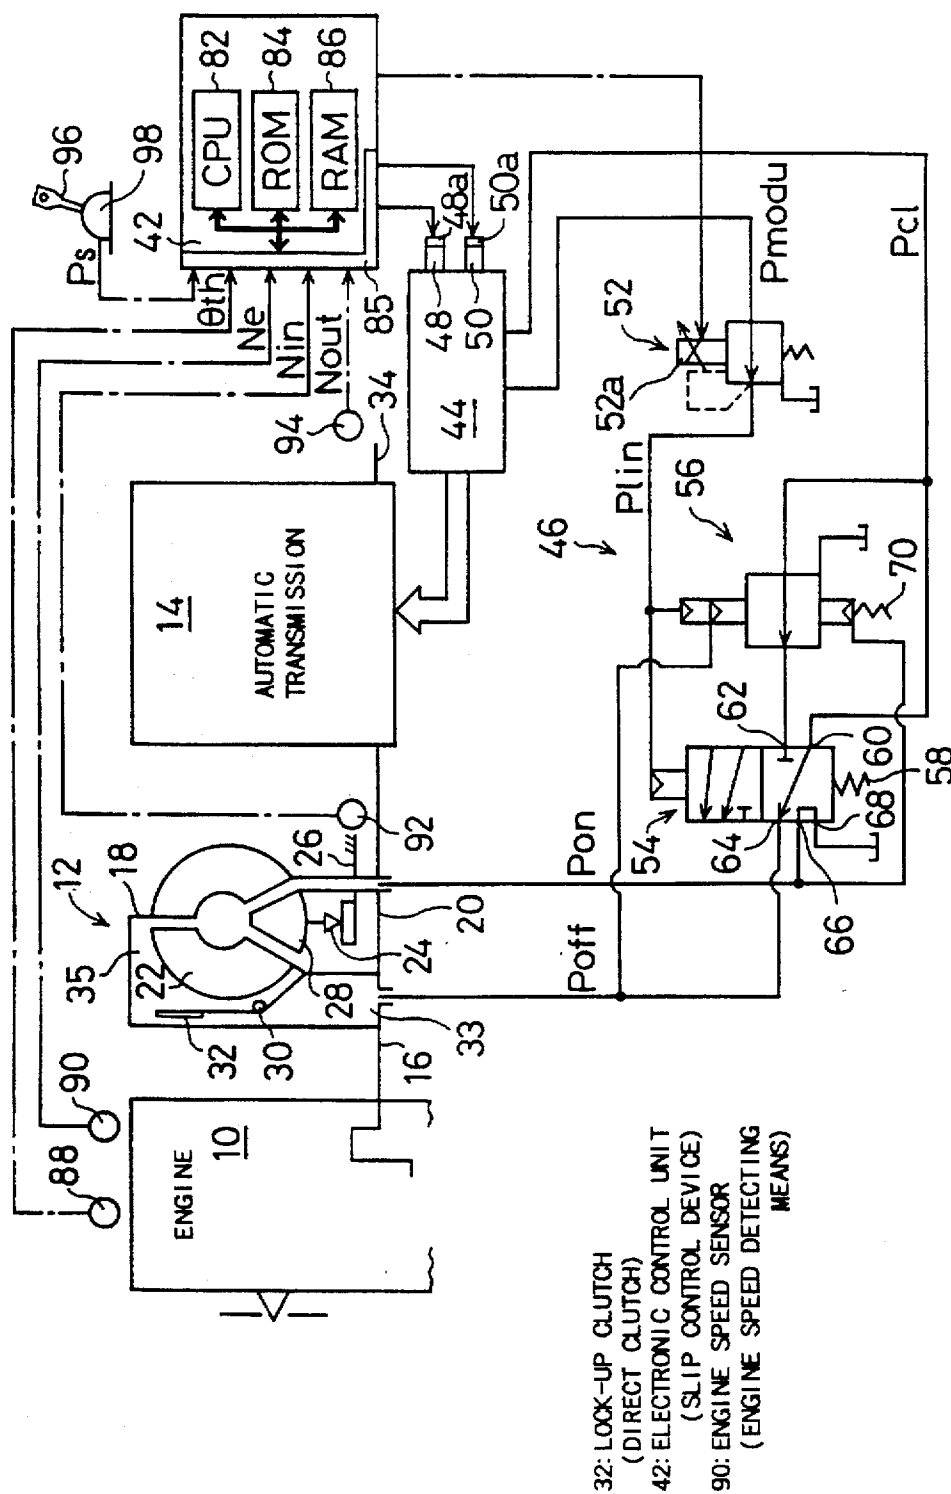 88
90
12
18
35
22
32
30
28
33
16
24
20
26
92
ENGINE
10
14
AUTOMATIC
TRANSMISSION
34
94
Ps
θth
Ne
Nin
Nout
96
98
42
CPU
82
ROM
84
RAM
86
85
48
48a
50
50a
44
52
52a
Plin
Pmodu
Pcl
46
56
70
54
62
60
64
66
68
58
Pon
Poff
32: LOCK-UP CLUTCH
(DIRECT CLUTCH)
42: ELECTRONIC CONTROL UNIT
(SLIP CONTROL DEVICE)
90: ENGINE SPEED SENSOR
(ENGINE SPEED DETECTING
MEANS)